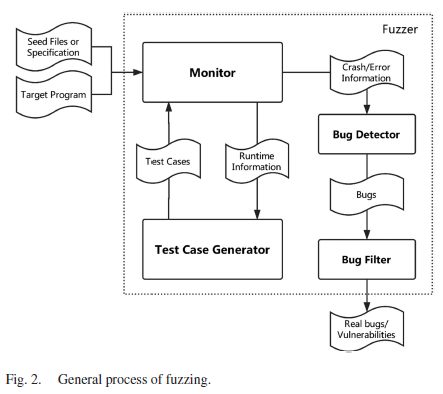 Fuzzer
Seed Files or
Specification
Target Program
Monitor
Crash/Error
Information
Bug Detector
Test Cases
Runtime
Information
Bugs
Test Case Generator
Bug Filter
Real bugs/
Vulnerabilities
Fig. 2. General process of fuzzing.